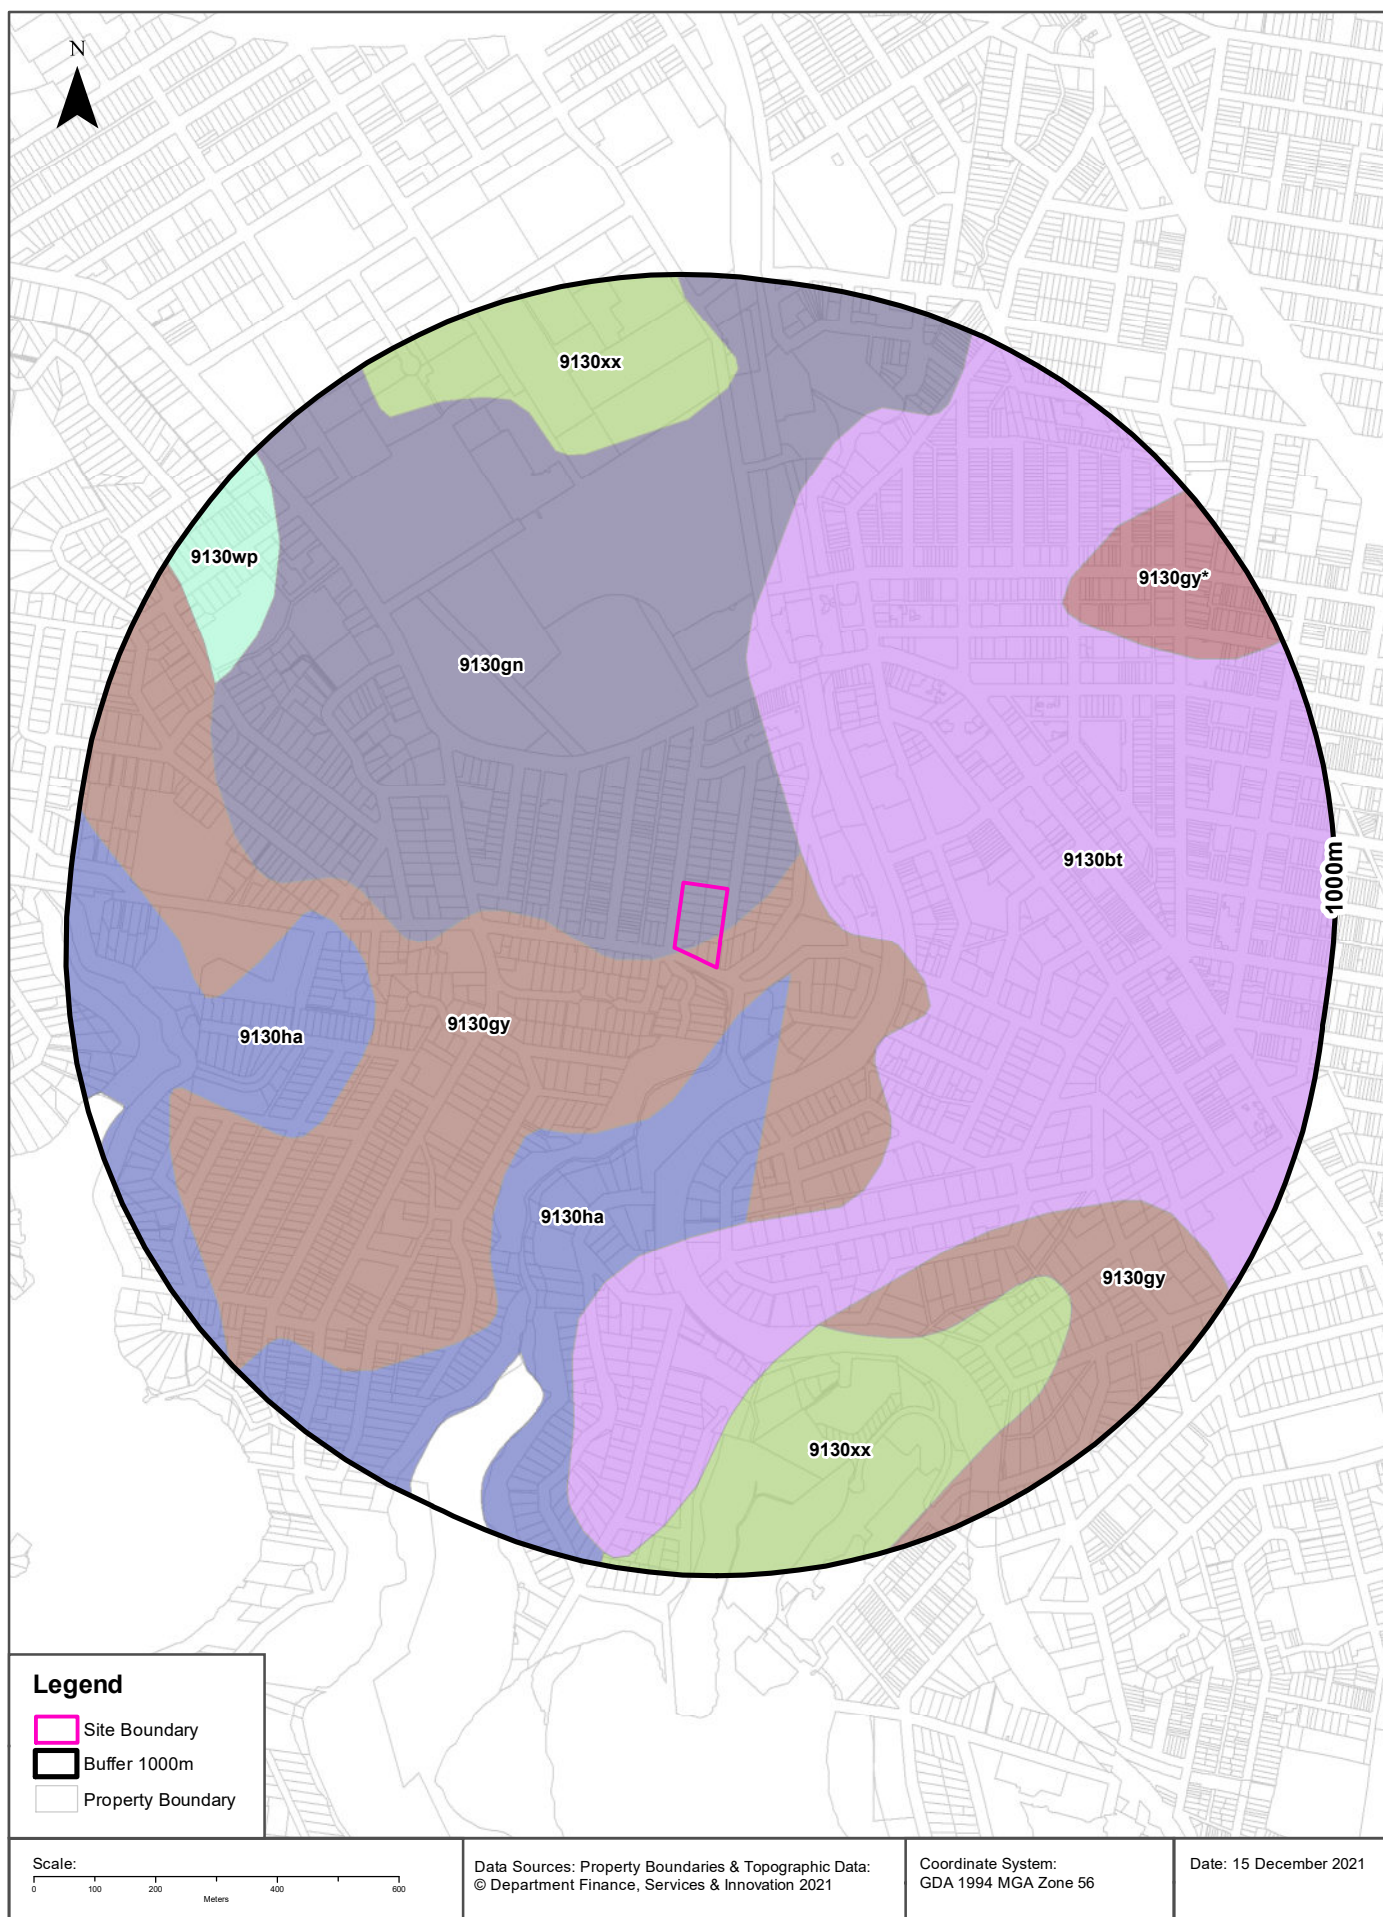 N
9130xx
9130wp
9130gy*
9130gn
9130bt
1000m
9130ha
9130gy
9130ha
9130gy
9130xx
Legend
Site Boundary
Buffer 1000m
Property Boundary
Scale:
0 100 200 400 600
Meters
Data Sources: Property Boundaries & Topographic Data:
© Department Finance, Services & Innovation 2021
Coordinate System:
GDA 1994 MGA Zone 56
Date: 15 December 2021